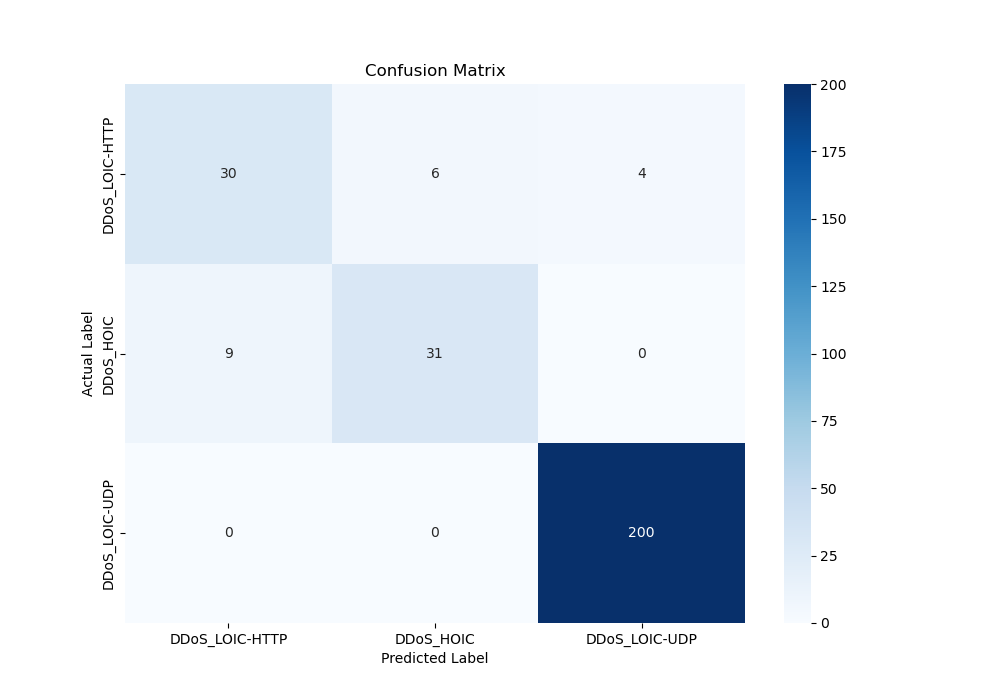 Confusion Matrix
Actual Label
DDoS_LOIC-HTTP
30 6 4
DDoS_HOIC
9 31 0
DDoS_LOIC-UDP
0 0 200
DDoS_LOIC-HTTP DDoS_HOIC DDoS_LOIC-UDP
Predicted Label
200
175
150
125
100
75
50
25
0